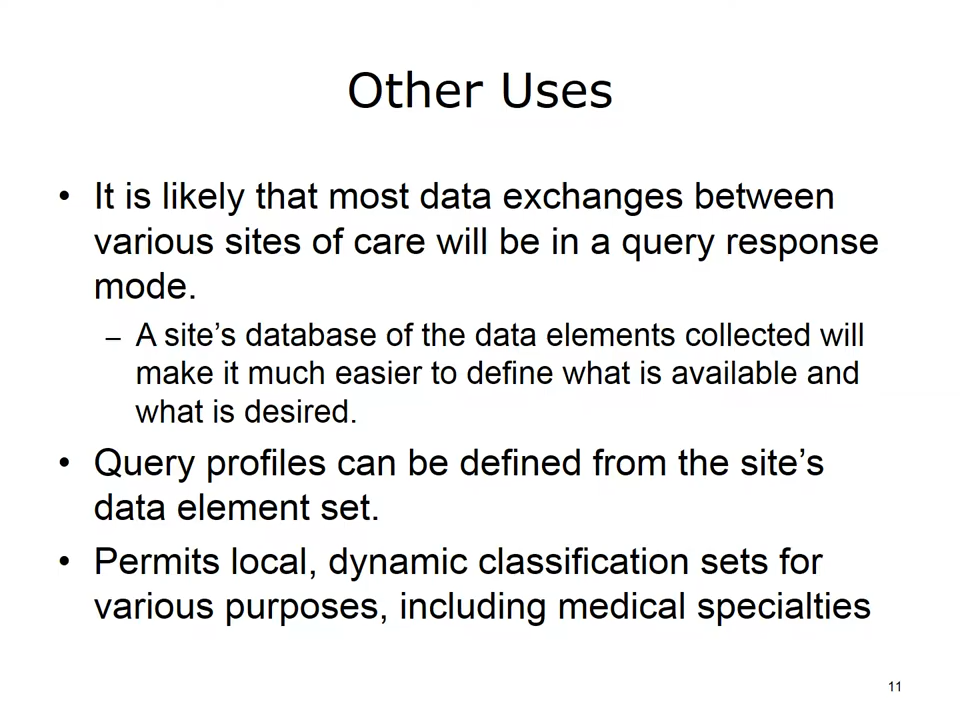 Other Uses
• It is likely that most data exchanges between
various sites of care will be in a query response
mode.
– A site’s database of the data elements collected will
make it much easier to define what is available and
what is desired.
• Query profiles can be defined from the site’s
data element set.
• Permits local, dynamic classification sets for
various purposes, including medical specialties
11